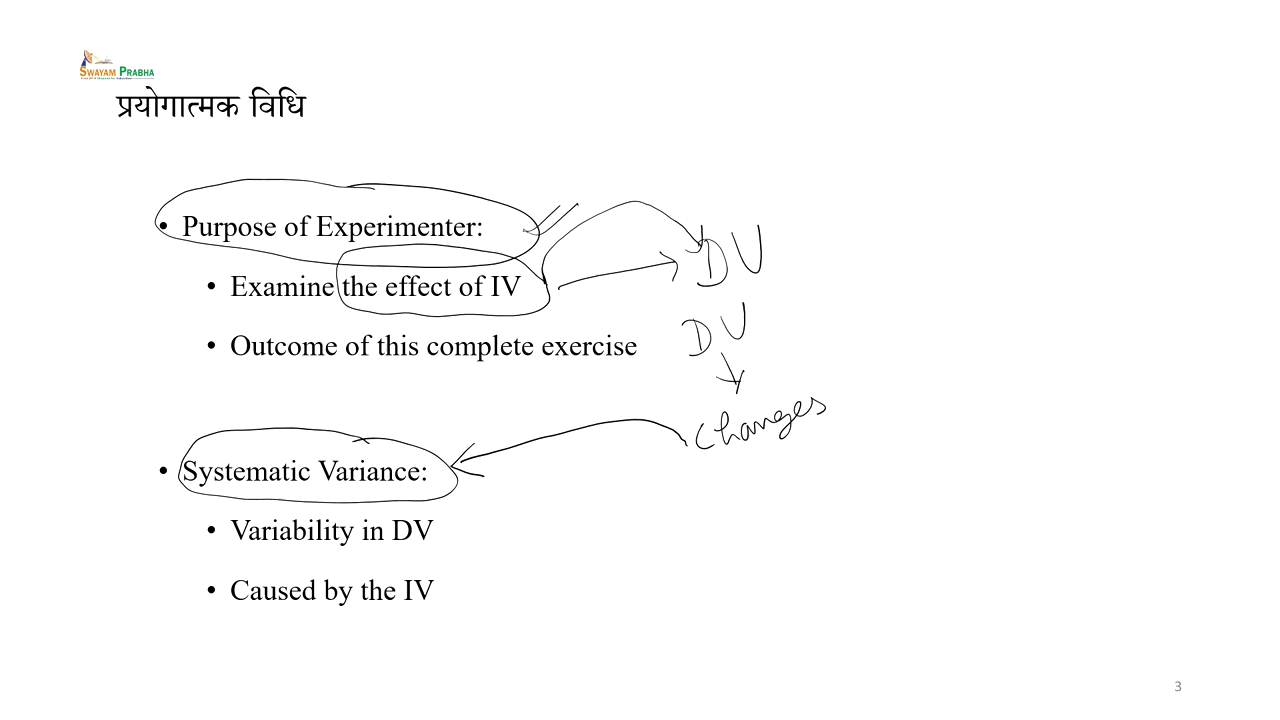 SWAYAM PRABHA
प्रयोगात्मक विधि
• Purpose of Experimenter:
• Examine the effect of IV
DV
• Outcome of this complete exercise
DV
Changes
• Systematic Variance:
• Variability in DV
• Caused by the IV
3